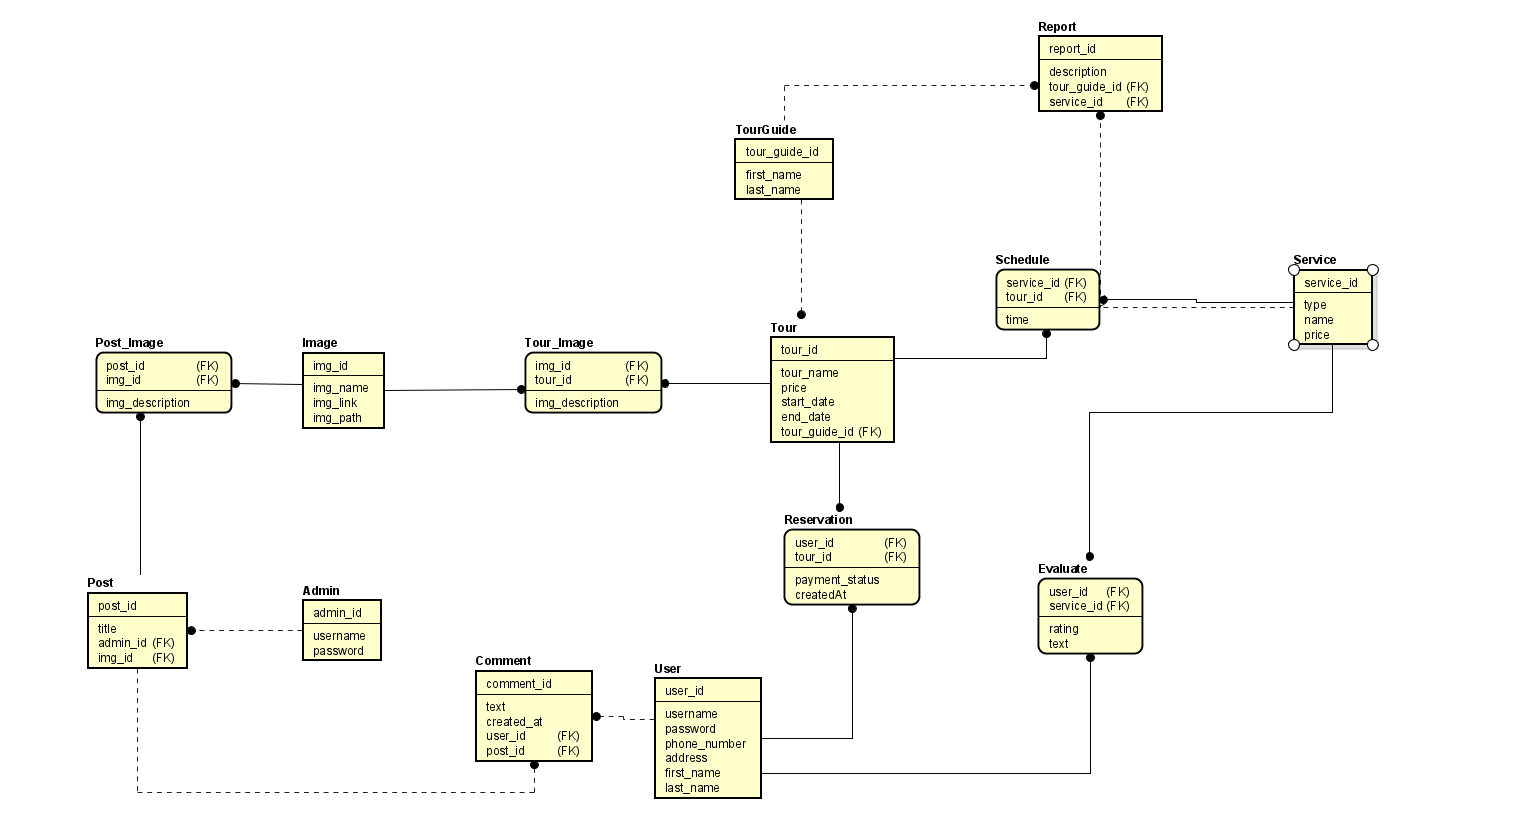 Report
report_id
description
tour_guide_id (FK)
service_id (FK)
TourGuide
tour_guide_id
first_name
last_name
Schedule
service_id (FK)
tour_id (FK)
time
Service
service_id
type
name
price
Tour
tour_id
tour_name
price
start_date
end_date
tour_guide_id (FK)
Post_Image
post_id (FK)
img_id (FK)
img_description
Image
img_id
img_name
img_link
img_path
Tour_Image
img_id (FK)
tour_id (FK)
img_description
Reservation
user_id (FK)
tour_id (FK)
payment_status
createdAt
Evaluate
user_id (FK)
service_id (FK)
rating
text
Post
post_id
title
admin_id (FK)
img_id (FK)
Admin
admin_id
username
password
Comment
comment_id
text
created_at
user_id (FK)
post_id (FK)
User
user_id
username
password
phone_number
address
first_name
last_name